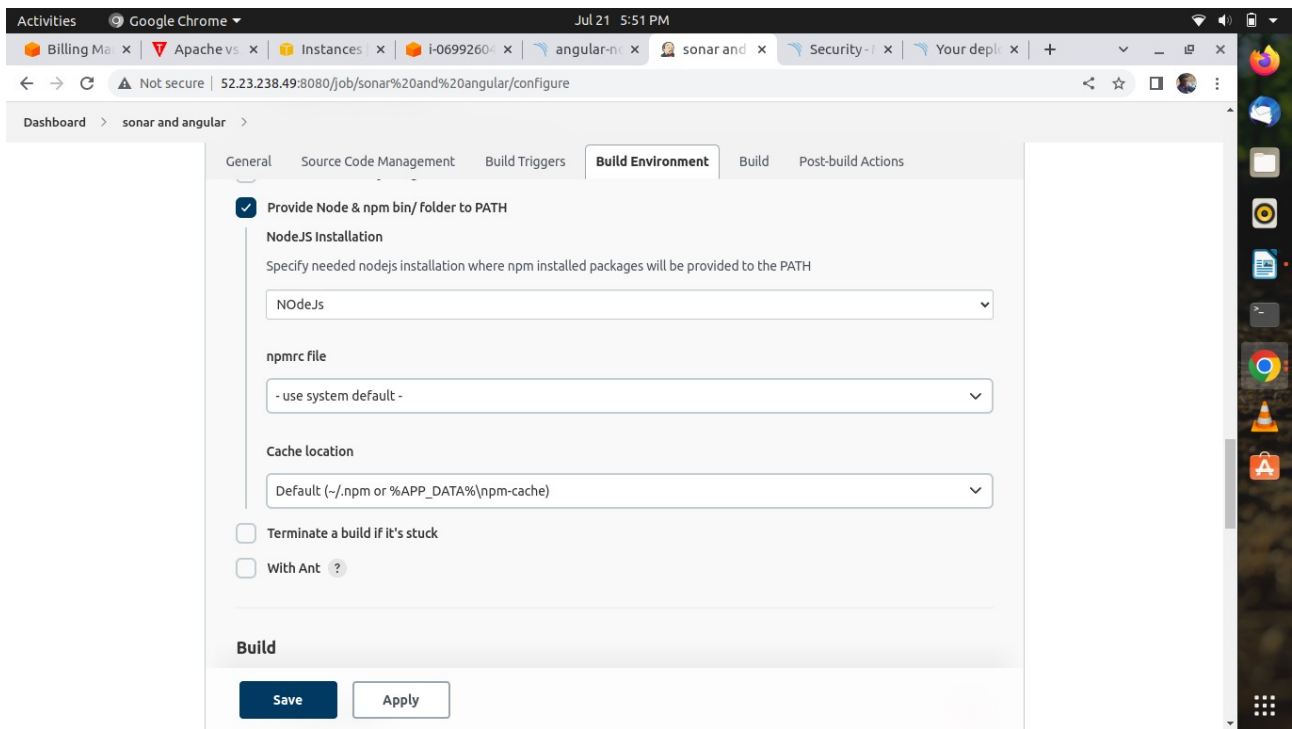 Activities Google Chrome Jul 21 5:51 PM
Billing Ma Apache vs Instances i-06992604 angular-no sonar and Security - Your deplo
Not secure 52.23.238.49:8080/job/sonar%20and%20angular/configure
Dashboard > sonar and angular >
General Source Code Management Build Triggers Build Environment Build Post-build Actions
Provide Node & npm bin/ folder to PATH
NodeJS Installation
Specify needed nodejs installation where npm installed packages will be provided to the PATH
NOdeJs
npmrc file
- use system default -
Cache location
Default (~/.npm or %APP_DATA%\npm-cache)
Terminate a build if it's stuck
With Ant ?
Build
Save Apply